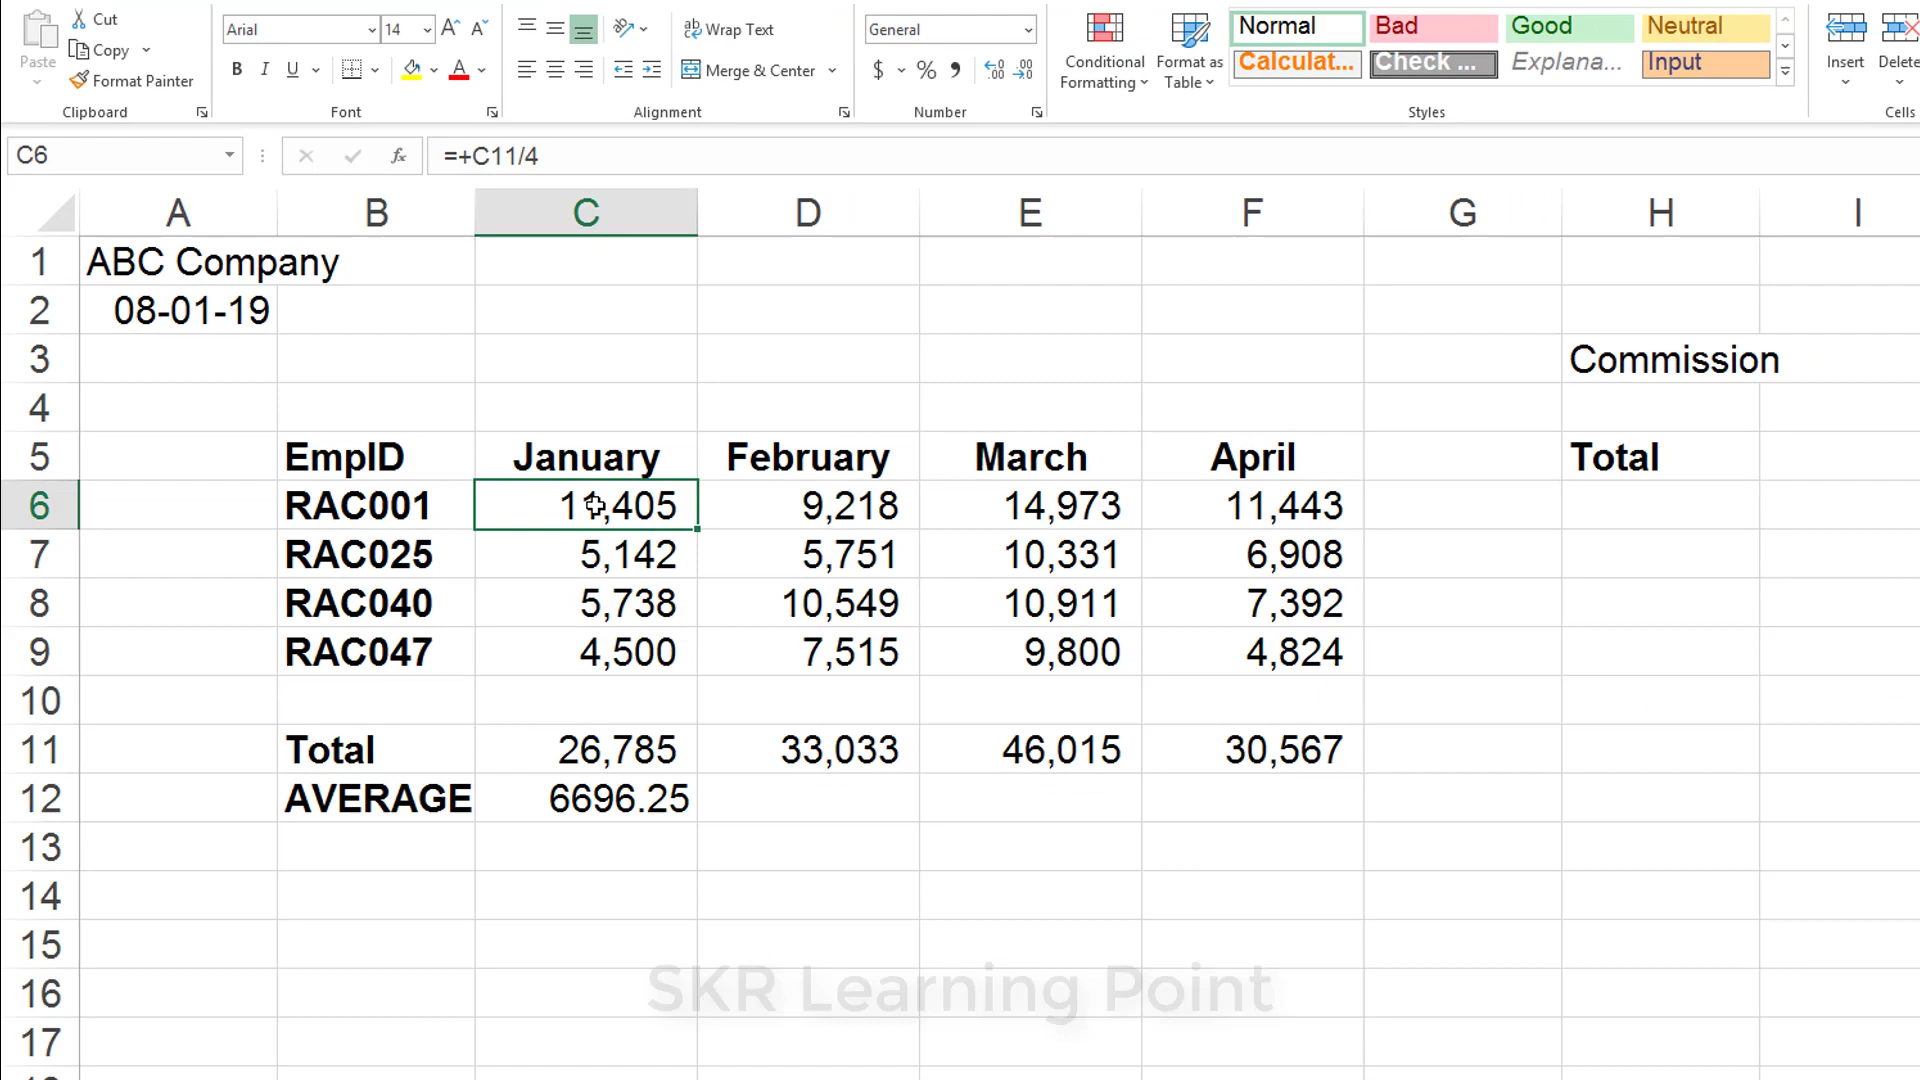 Paste
Cut
Copy
Format Painter
Clipboard
Arial
14
A A
B I U
A
Font
ab Wrap Text
Merge & Center
Alignment
General
$ % ,
Number
Conditional Formatting
Format as Table
Normal Bad Good Neutral
Calculat... Check ... Explana... Input
Styles
Insert
Delete
Cells
C6
fx
=+C11/4
A B C D E F G H I
1 ABC Company
2 08-01-19
3 Commission
4
5 EmpID January February March April Total
6 RAC001 11,405 9,218 14,973 11,443
7 RAC025 5,142 5,751 10,331 6,908
8 RAC040 5,738 10,549 10,911 7,392
9 RAC047 4,500 7,515 9,800 4,824
10
11 Total 26,785 33,033 46,015 30,567
12 AVERAGE 6696.25
13
14
15
16
SKR Learning Point
17